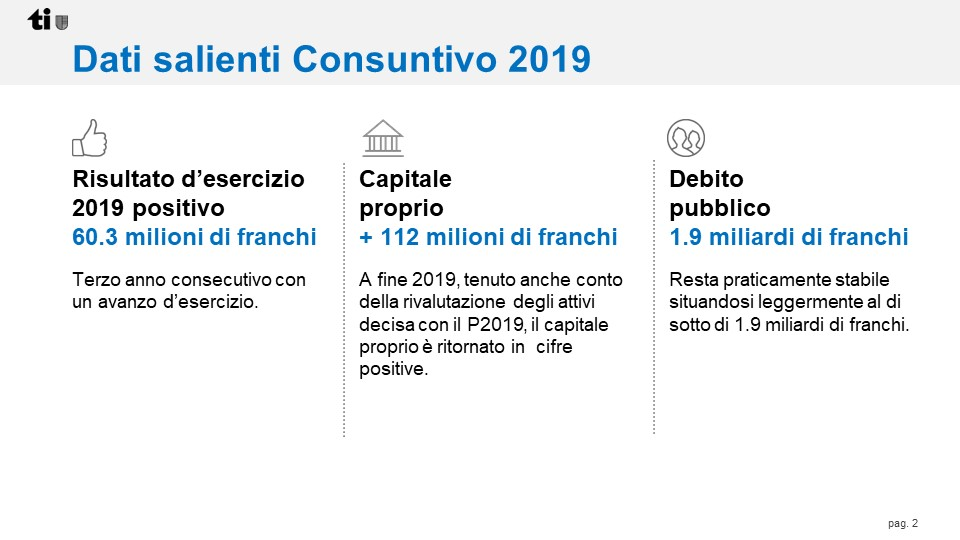 ti
Dati salienti Consuntivo 2019
Risultato d’esercizio
2019 positivo
60.3 milioni di franchi
Terzo anno consecutivo con
un avanzo d’esercizio.
Capitale
proprio
+ 112 milioni di franchi
A fine 2019, tenuto anche conto
della rivalutazione degli attivi
decisa con il P2019, il capitale
proprio è ritornato in cifre
positive.
Debito
pubblico
1.9 miliardi di franchi
Resta praticamente stabile
situandosi leggermente al di
sotto di 1.9 miliardi di franchi.
pag. 2